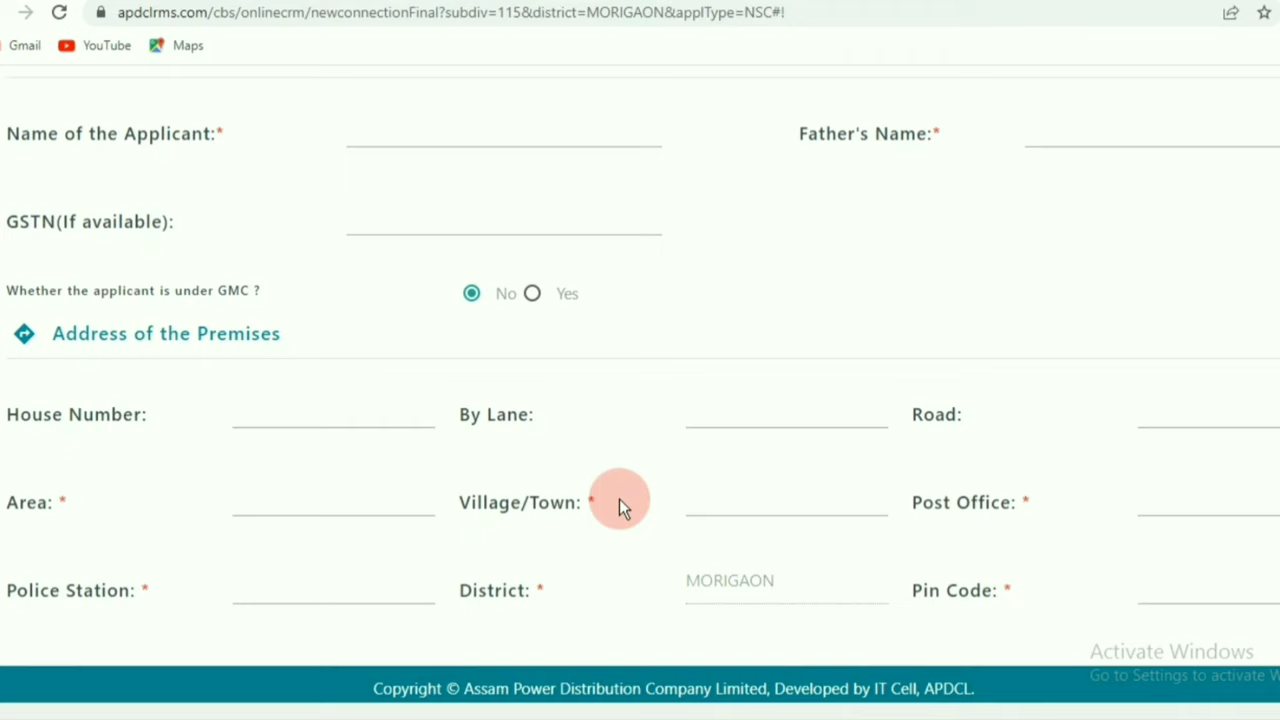 apdclrms.com/cbs/onlinecrm/newconnectionFinal?subdiv=115&district=MORIGAON&applType=NSC#!
Gmail YouTube Maps
Name of the Applicant:* Father's Name:*
GSTN(If available):
Whether the applicant is under GMC ? No Yes
Address of the Premises
House Number: By Lane: Road:
Area: * Village/Town: * Post Office: *
Police Station: * District: * MORIGAON Pin Code: *
Activate Windows
Go to Settings to activate W
Copyright © Assam Power Distribution Company Limited, Developed by IT Cell, APDCL.